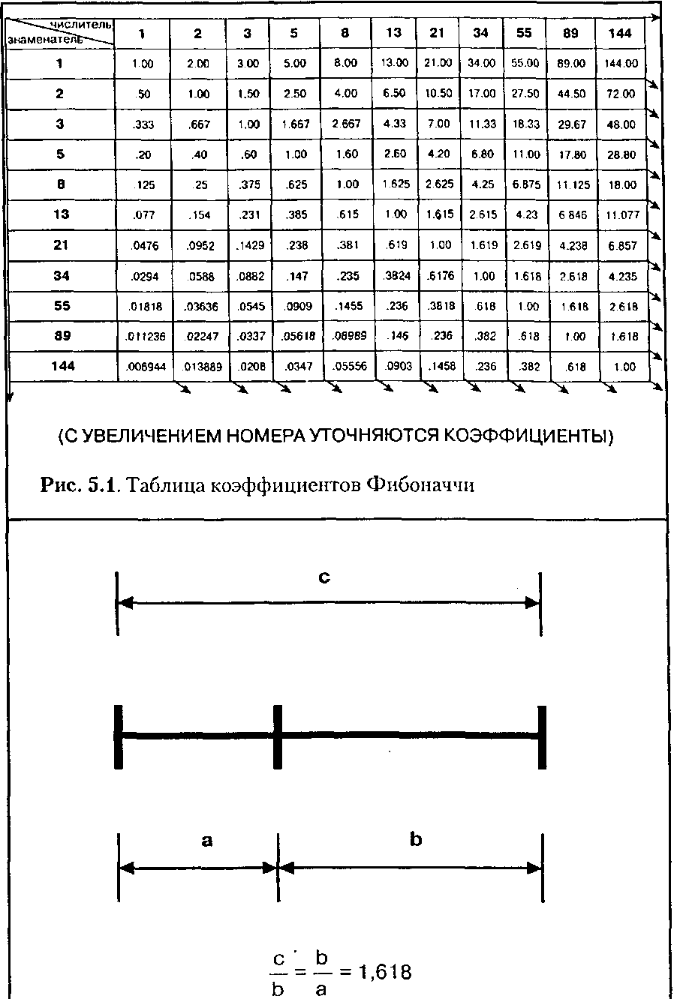 числитель
знаменатель 1 2 3 5 8 13 21 34 55 89 144
1 1.00 2.00 3.00 5.00 8.00 13.00 21.00 34.00 55.00 89.00 144.00
2 .50 1.00 1.50 2.50 4.00 6.50 10.50 17.00 27.50 44.50 72.00
3 .333 .667 1.00 1.667 2.667 4.33 7.00 11.33 18.33 29.67 48.00
5 .20 .40 .60 1.00 1.60 2.60 4.20 6.80 11.00 17.80 28.80
8 .125 .25 .375 .625 1.00 1.625 2.625 4.25 6.875 11.125 18.00
13 .077 .154 .231 .385 .615 1.00 1.615 2.615 4.23 6.846 11.077
21 .0476 .0952 .1429 .238 .381 .619 1.00 1.619 2.619 4.238 6.857
34 .0294 .0588 .0882 .147 .235 .3824 .6176 1.00 1.618 2.618 4.235
55 .01818 .03636 .0545 .0909 .1455 .236 .3818 .618 1.00 1.618 2.618
89 .011236 .02247 .0337 .05618 .08989 .146 .236 .382 .618 1.00 1.618
144 .006944 .013889 .0208 .0347 .05556 .0903 .1458 .236 .382 .618 1.00
(С УВЕЛИЧЕНИЕМ НОМЕРА УТОЧНЯЮТСЯ КОЭФФИЦИЕНТЫ)
Рис. 5.1. Таблица коэффициентов Фибоначчи
c
a b
c b
— = — = 1,618
b a